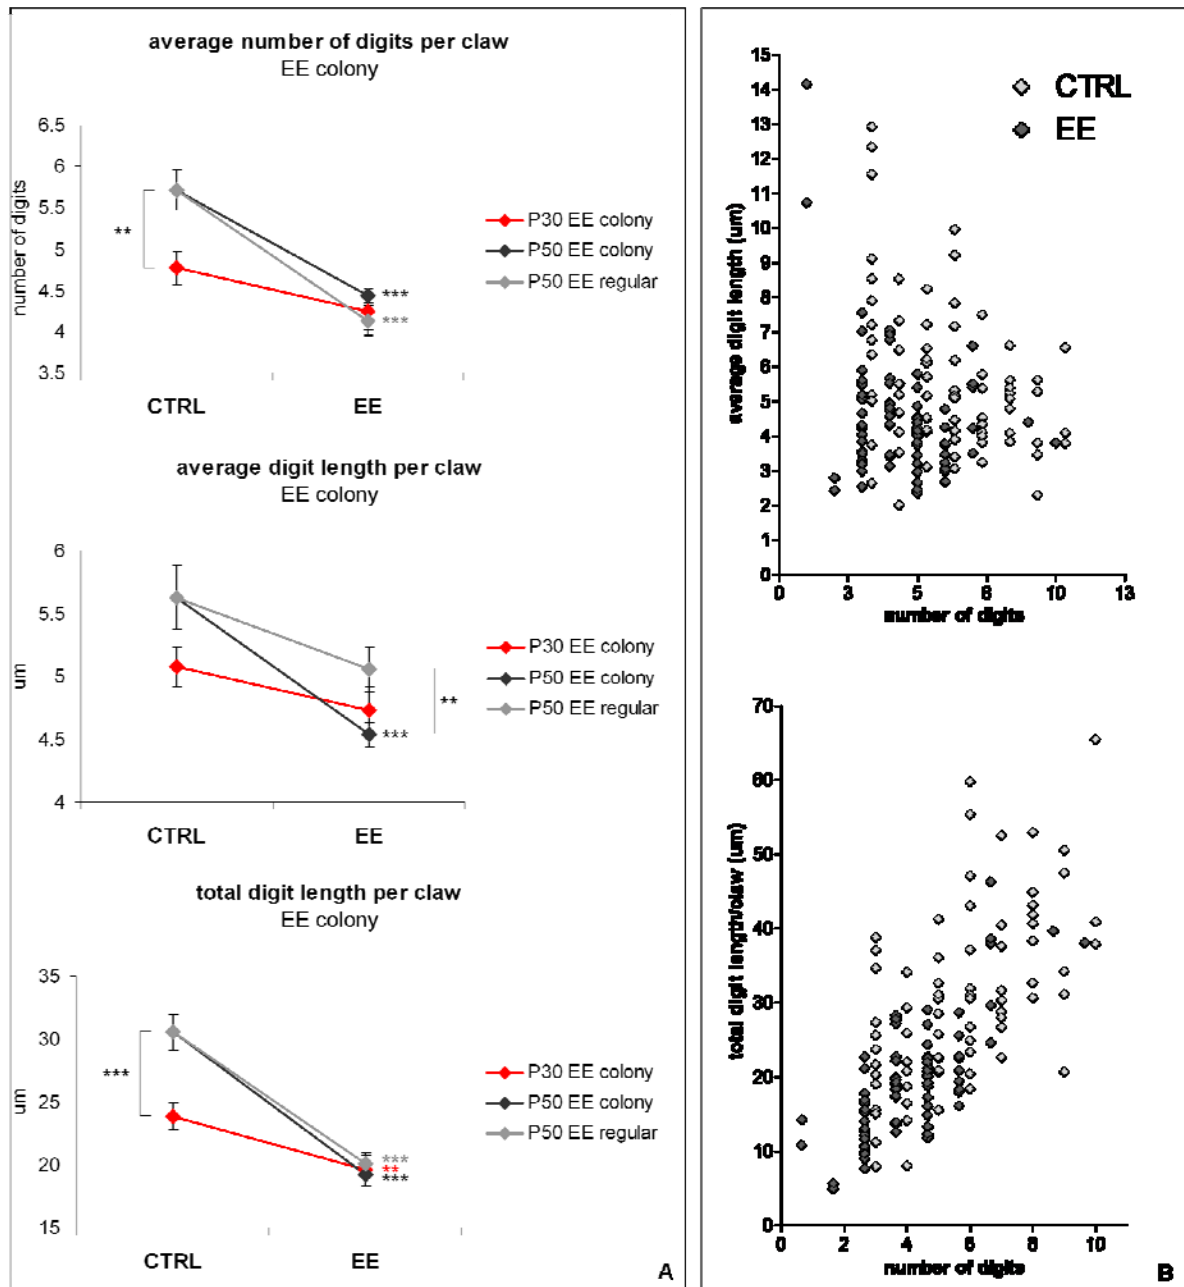 average number of digits per claw
EE colony
6.5
6
5.5
5
4.5
4
3.5
number of digits
**
***
***
P30 EE colony
P50 EE colony
P50 EE regular
CTRL
EE
average digit length per claw
EE colony
6
5.5
5
4.5
4
um
***
**
P30 EE colony
P50 EE colony
P50 EE regular
CTRL
EE
total digit length per claw
EE colony
35
30
25
20
15
um
***
***
**
***
P30 EE colony
P50 EE colony
P50 EE regular
CTRL
EE
A
CTRL
EE
15
14
13
12
11
10
9
8
7
6
5
4
3
2
1
0
average digit length (um)
0 3 5 8 10 13
number of digits
70
60
50
40
30
20
10
0
total digit length/claw (um)
0 2 4 6 8 10
number of digits
B